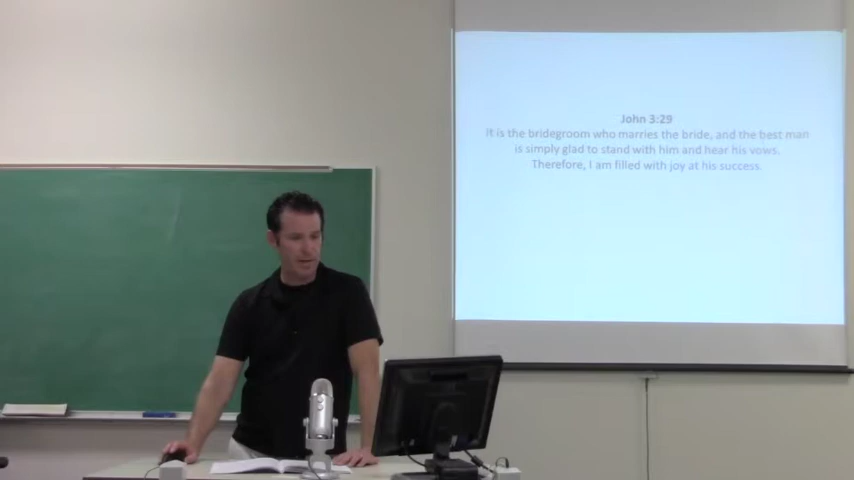 John 3:29
It is the bridegroom who marries the bride, and the best man
is simply glad to stand with him and hear his vows.
Therefore, I am filled with joy at his success.